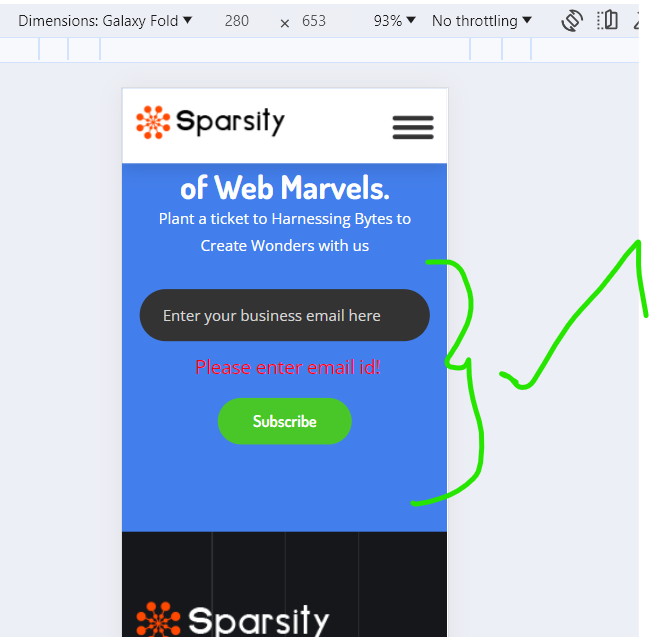 Dimensions: Galaxy Fold ▼ 280 × 653 93% ▼ No throttling ▼
Sparsity
of Web Marvels.
Plant a ticket to Harnessing Bytes to
Create Wonders with us
Enter your business email here
Please enter email id!
Subscribe
Sparsity